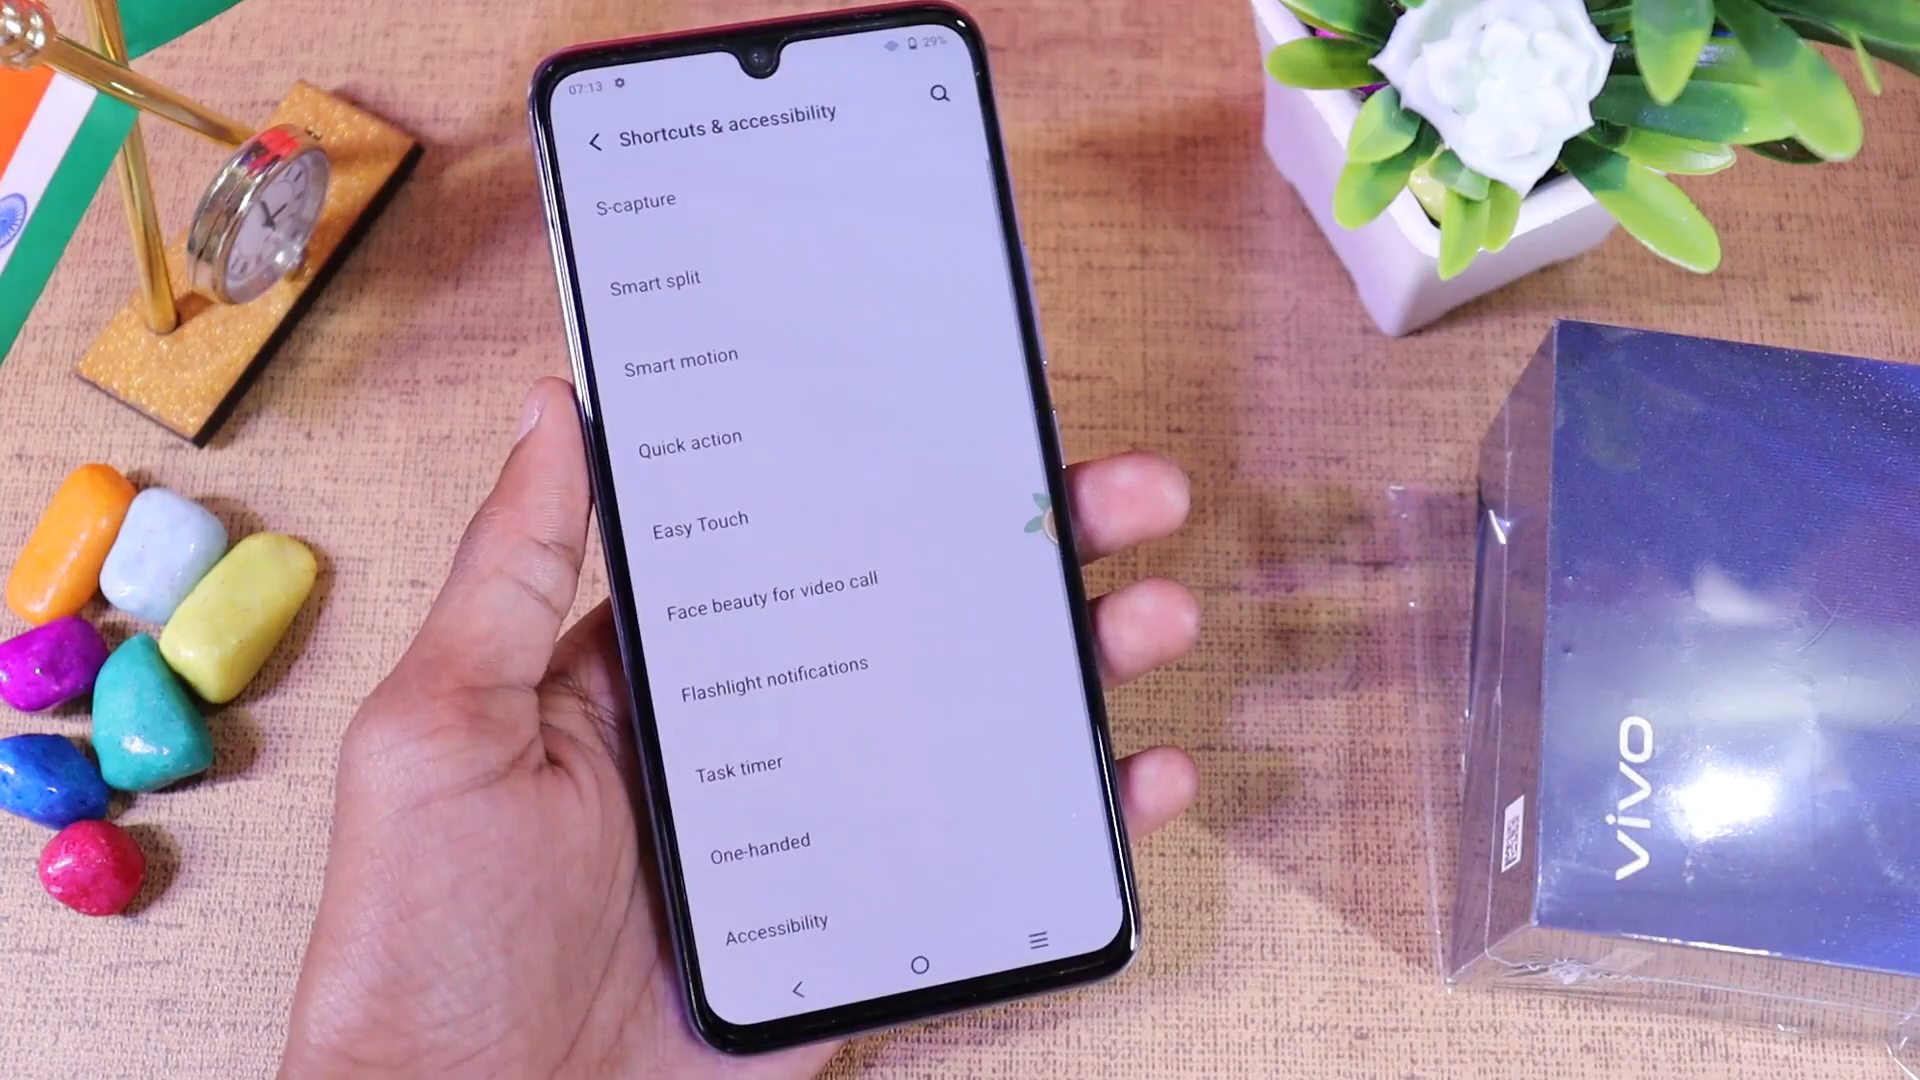 07:13
29%
Shortcuts & accessibility
S-capture
Smart split
Smart motion
Quick action
Easy Touch
Face beauty for video call
Flashlight notifications
Task timer
One-handed
Accessibility
vivo